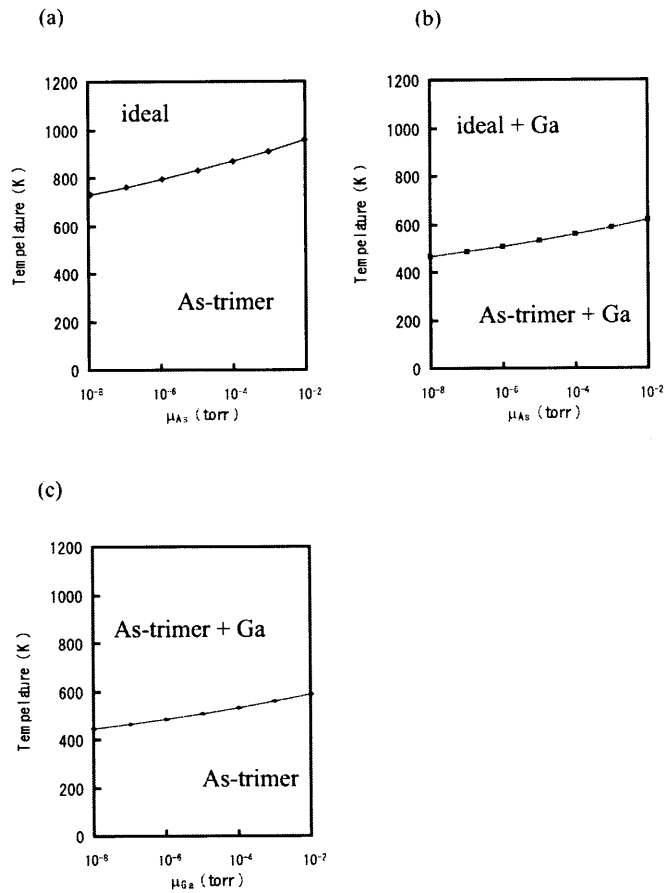 (a)
1200
1000
800
600
400
200
0
Tempelature (K)
ideal
As-trimer
10⁻⁸
10⁻⁶
10⁻⁴
10⁻²
μAs (torr)
(b)
1200
1000
800
600
400
200
0
Tempelature (K)
ideal + Ga
As-trimer + Ga
10⁻⁸
10⁻⁶
10⁻⁴
10⁻²
μAs (torr)
(c)
1200
1000
800
600
400
200
0
Tempelature (K)
As-trimer + Ga
As-trimer
10⁻⁸
10⁻⁶
10⁻⁴
10⁻²
μGa (torr)